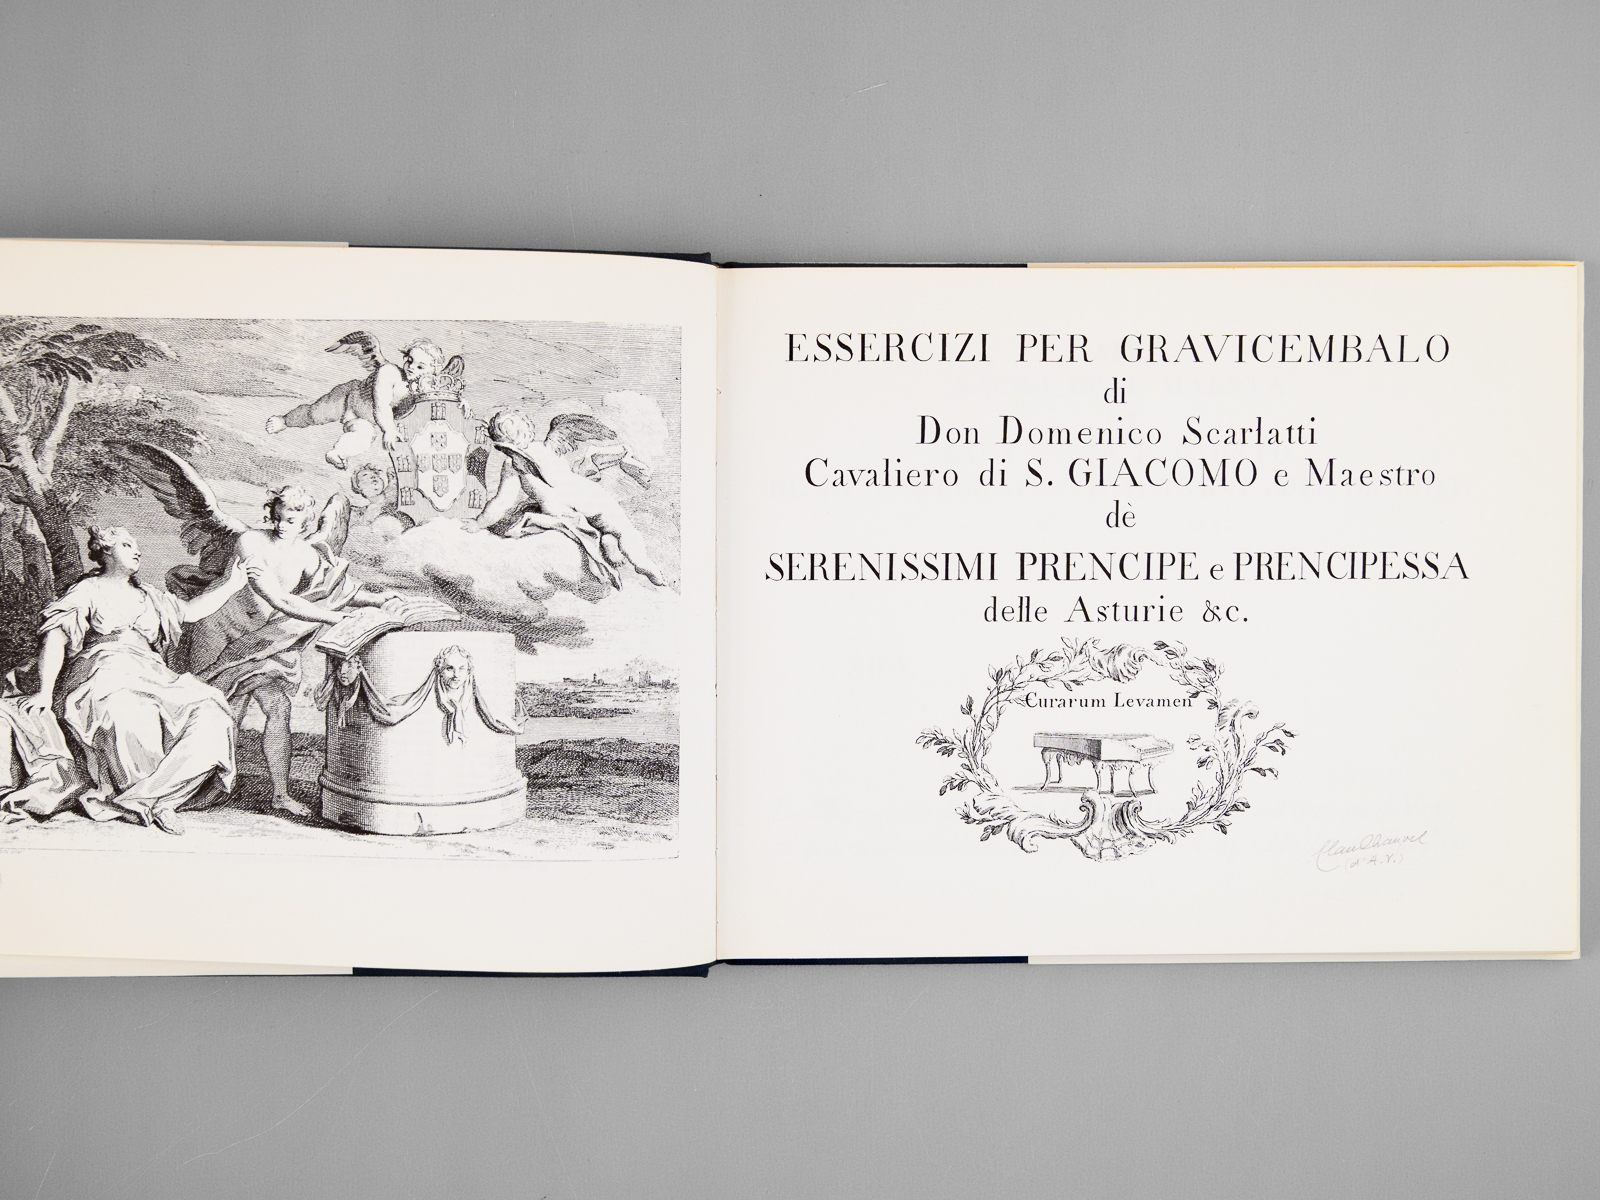 ESSERCIZI PER GRAVICEMBALO
di
Don Domenico Scarlatti
Cavaliero di S. GIACOMO e Maestro
dè
SERENISSIMI PRENCIPE e PRENCIPESSA
delle Asturie &c.
Curarum Levamen